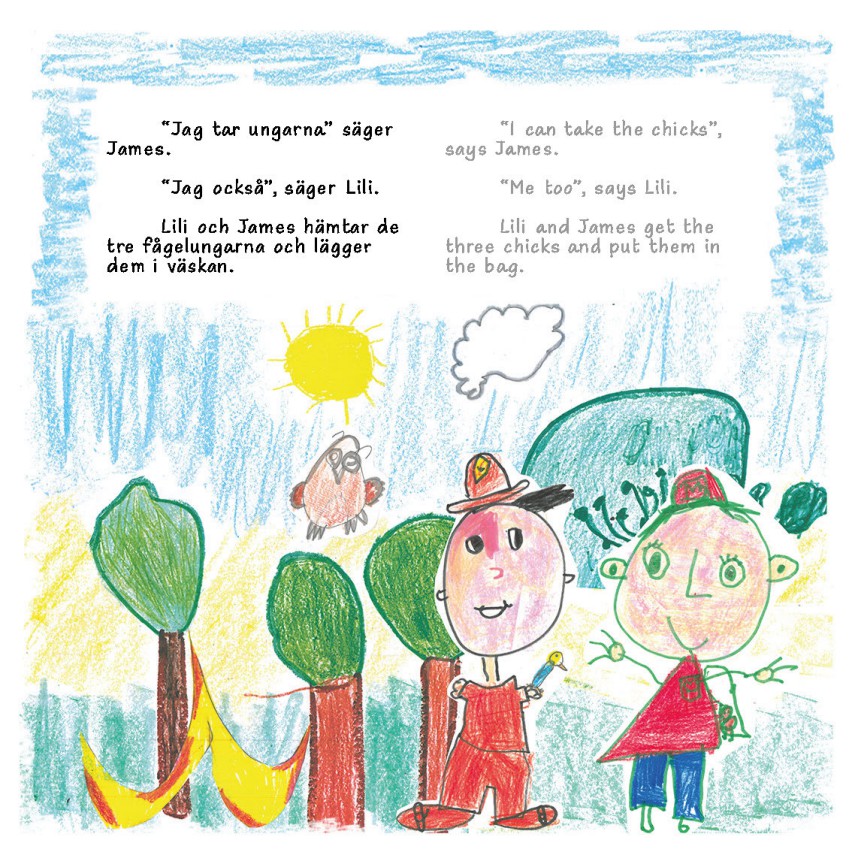 “Jag tar ungarna” säger
James.
“Jag också”, säger Lili.
Lili och James hämtar de
tre fågelungarna och lägger
dem i väskan.
“I can take the chicks”,
says James.
“Me too”, says Lili.
Lili and James get the
three chicks and put them in
the bag.